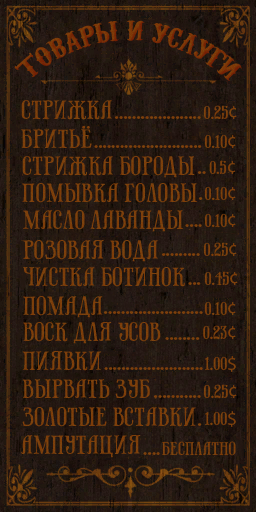 Товары и услуги
Стрижка.....................0.25¢
Бритьё..........................0.10¢
Стрижка бороды..0.5¢
Помывка головы.0.10¢
Масло лаванды....0.10¢
Розовая вода.........0.25¢
Чистка ботинок...0.45¢
Помада........................0.10¢
Воск для усов........0.23¢
Пиявки........................1.00$
Вырвать зуб............0.25¢
Золотые вставки.1.00$
Ампутация....бесплатно